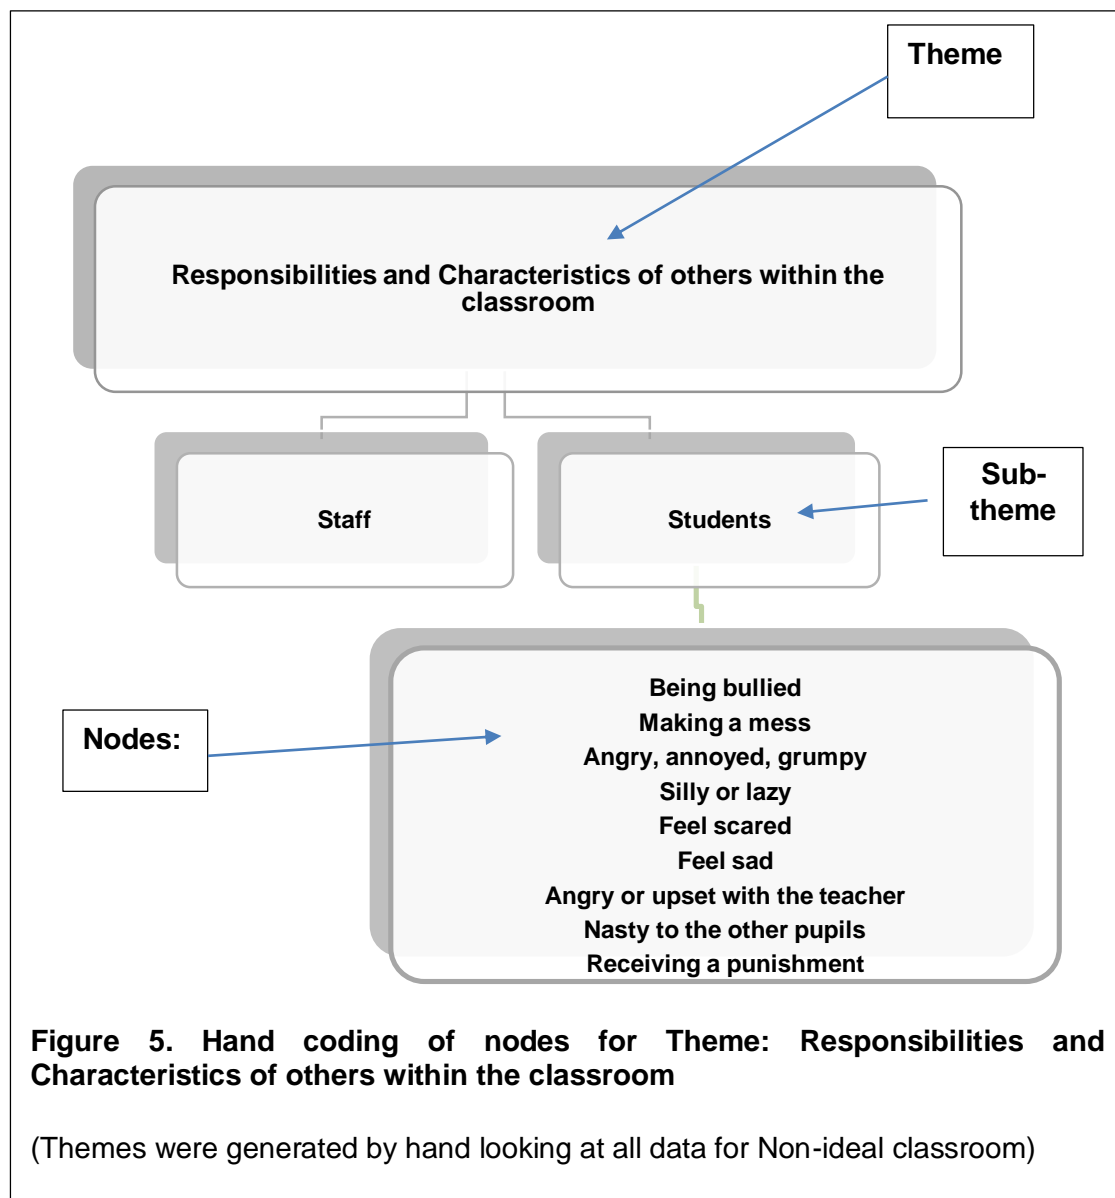 Theme
Responsibilities and Characteristics of others within the
classroom
Staff
Students
Sub-
theme
Nodes:
Being bullied
Making a mess
Angry, annoyed, grumpy
Silly or lazy
Feel scared
Feel sad
Angry or upset with the teacher
Nasty to the other pupils
Receiving a punishment
Figure 5. Hand coding of nodes for Theme: Responsibilities and
Characteristics of others within the classroom
(Themes were generated by hand looking at all data for Non-ideal classroom)